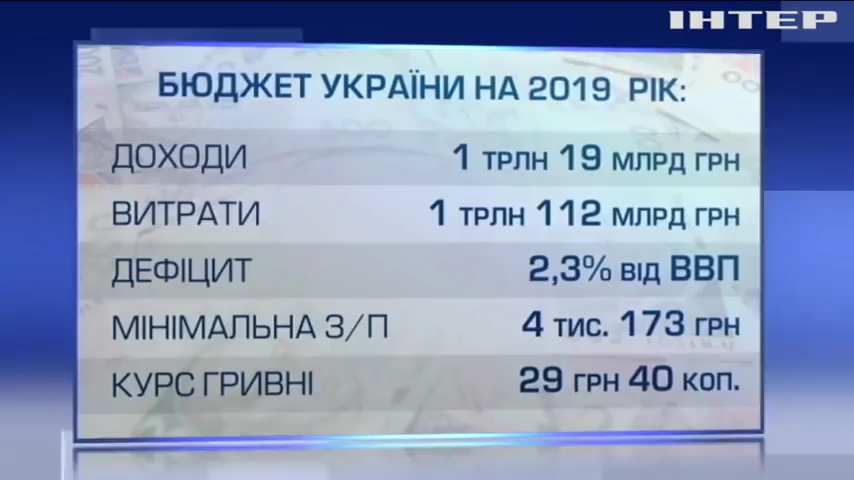 ІНТЕР
БЮДЖЕТ УКРАЇНИ НА 2019 РІК:
ДОХОДИ 1 ТРЛН 19 МЛРД ГРН
ВИТРАТИ 1 ТРЛН 112 МЛРД ГРН
ДЕФІЦИТ 2,3% ВІД ВВП
МІНІМАЛЬНА З/П 4 ТИС. 173 ГРН
КУРС ГРИВНІ 29 ГРН 40 КОП.